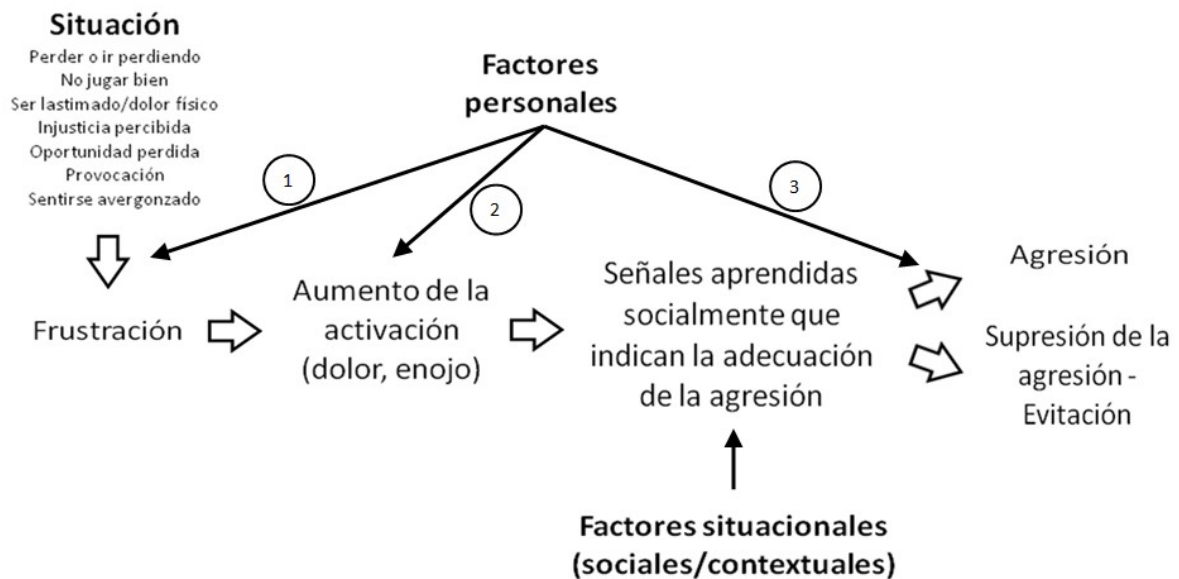 Situación
Perder o ir perdiendo
No jugar bien
Ser lastimado/dolor físico
Injusticia percibida
Oportunidad perdida
Provocación
Sentirse avergonzado
Factores
personales
1
2
3
Frustración
Aumento de la
activación
(dolor, enojo)
Señales aprendidas
socialmente que
indican la adecuación
de la agresión
Agresión
Supresión de la
agresión -
Evitación
Factores situacionales
(sociales/contextuales)